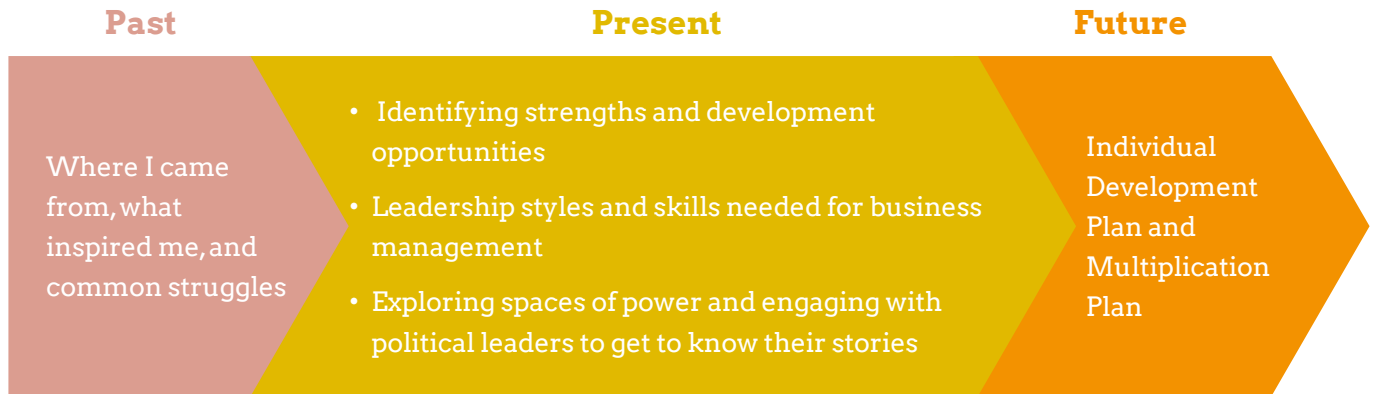 Past
Where I came
from, what
inspired me, and
common struggles
Present
• Identifying strengths and development
opportunities
• Leadership styles and skills needed for business
management
• Exploring spaces of power and engaging with
political leaders to get to know their stories
Future
Individual
Development
Plan and
Multiplication
Plan